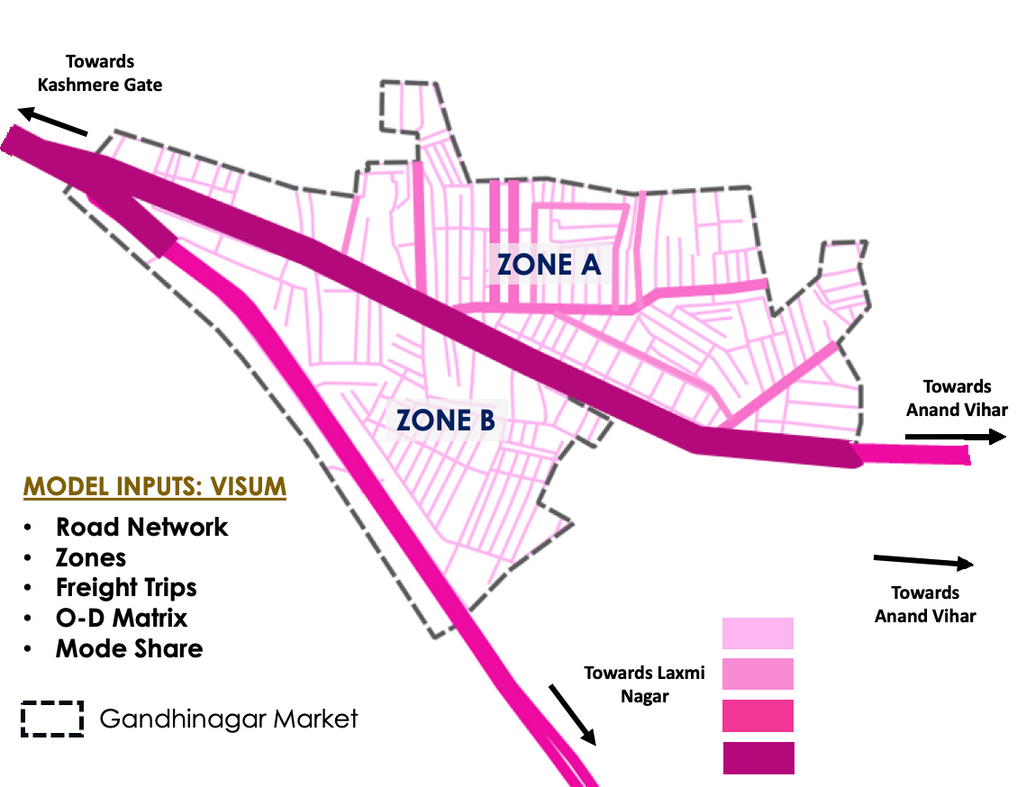 Towards
Kashmere Gate
ZONE A
ZONE B
Towards
Anand Vihar
MODEL INPUTS: VISUM
• Road Network
• Zones
• Freight Trips
• O-D Matrix
• Mode Share
Towards
Anand Vihar
Towards Laxmi
Nagar
Gandhinagar Market